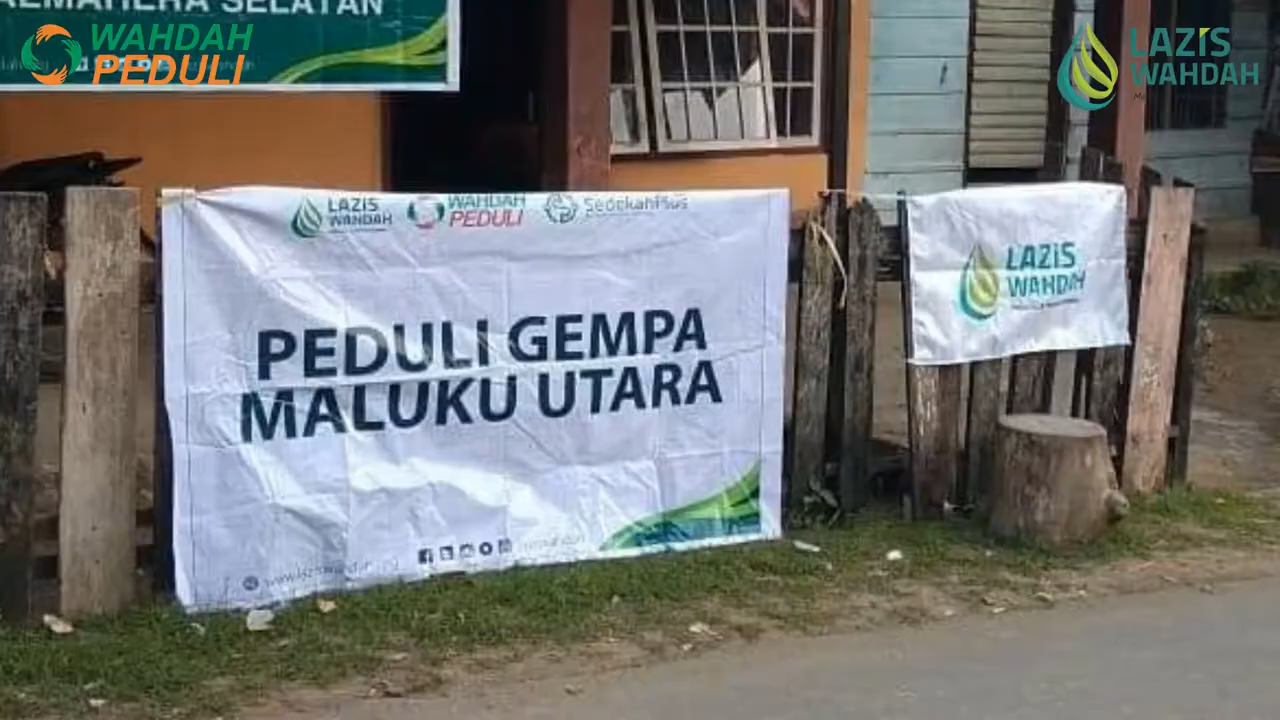 HALMAHERA SELATAN
WAHDAH
PEDULI
LAZIS
WAHDAH
LAZIS
WAHDAH
WAHDAH
PEDULI
SedekahPlus
PEDULI GEMPA
MALUKU UTARA
LAZIS
WAHDAH